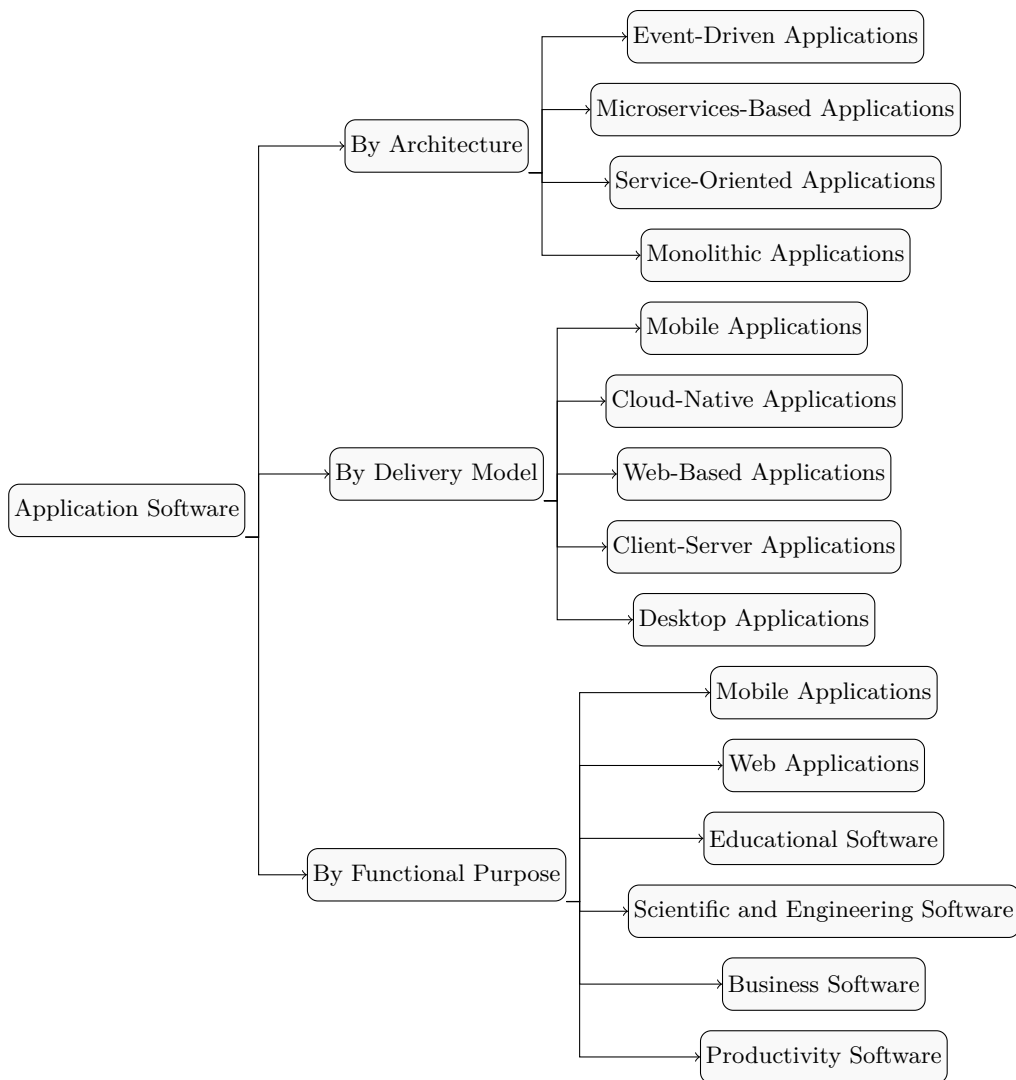 Application Software
By Architecture
Event-Driven Applications
Microservices-Based Applications
Service-Oriented Applications
Monolithic Applications
By Delivery Model
Mobile Applications
Cloud-Native Applications
Web-Based Applications
Client-Server Applications
Desktop Applications
By Functional Purpose
Mobile Applications
Web Applications
Educational Software
Scientific and Engineering Software
Business Software
Productivity Software